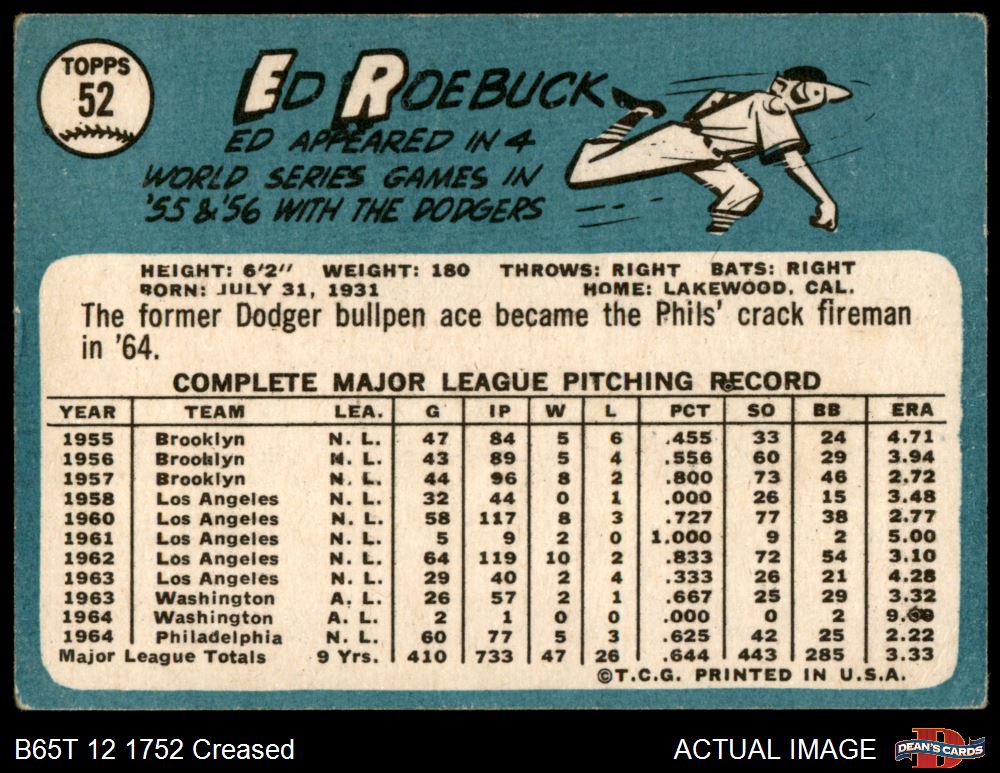 TOPPS
52
ED ROEBUCK
ED APPEARED IN 4
WORLD SERIES GAMES IN
'55 & '56 WITH THE DODGERS
HEIGHT: 6'2" WEIGHT: 180 THROWS: RIGHT BATS: RIGHT
BORN: JULY 31, 1931 HOME: LAKEWOOD, CAL.
The former Dodger bullpen ace became the Phils' crack fireman
in '64.
COMPLETE MAJOR LEAGUE PITCHING RECORD
YEAR TEAM LEA. G IP W L PCT SO BB ERA
1955 Brooklyn N. L. 47 84 5 6 .455 33 24 4.71
1956 Brooklyn N. L. 43 89 5 4 .556 60 29 3.94
1957 Brooklyn N. L. 44 96 8 2 .800 73 46 2.72
1958 Los Angeles N. L. 32 44 0 1 .000 26 15 3.48
1960 Los Angeles N. L. 58 117 8 3 .727 77 38 2.77
1961 Los Angeles N. L. 5 9 2 0 1.000 9 2 5.00
1962 Los Angeles N. L. 64 119 10 2 .833 72 54 3.10
1963 Los Angeles N. L. 29 40 2 4 .333 26 21 4.28
1963 Washington A. L. 26 57 2 1 .667 25 29 3.32
1964 Washington A. L. 2 1 0 0 .000 0 2
1964 Philadelphia N. L. 60 77 5 3 .625 42 25 2.22
Major League Totals 9 Yrs. 410 733 47 26 .644 443 285 3.33
©T.C.G. PRINTED IN U.S.A.
B65T 12 1752 Creased
ACTUAL IMAGE
DEAN'S CARDS